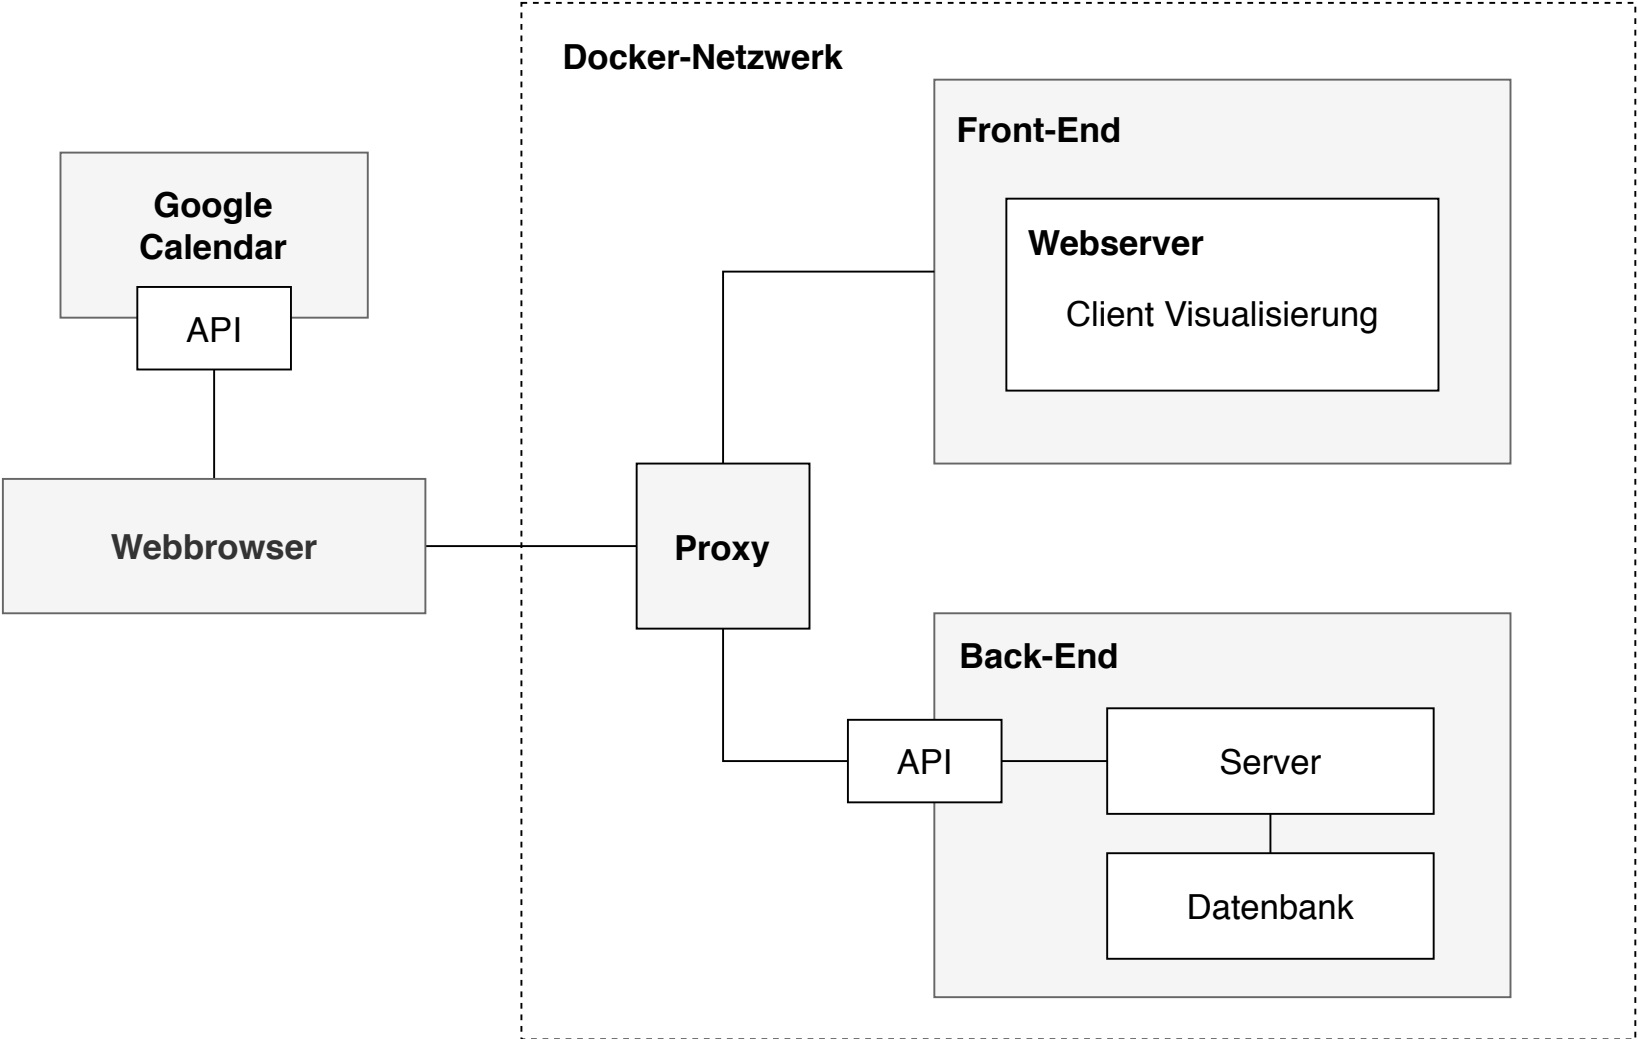 Docker-Netzwerk
Front-End
Google
Calendar
API
Webserver
Client Visualisierung
Webbrowser
Proxy
Back-End
API
Server
Datenbank